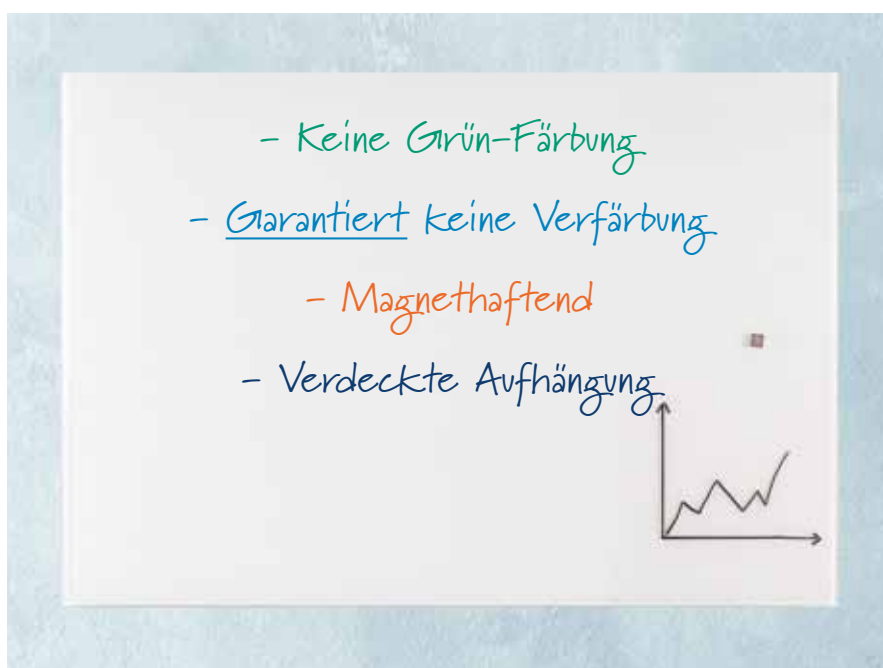 - Keine Grün-Färbung
- Garantiert keine Verfärbung
- Magnethaftend
- Verdeckte Aufhängung